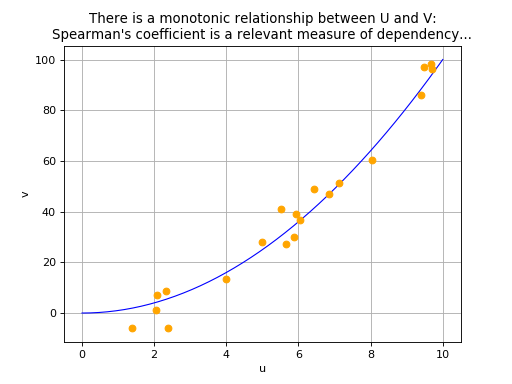 There is a monotonic relationship between U and V:
Spearman's coefficient is a relevant measure of dependency...
100
80
60
40
20
0
v
0 2 4 6 8 10
u